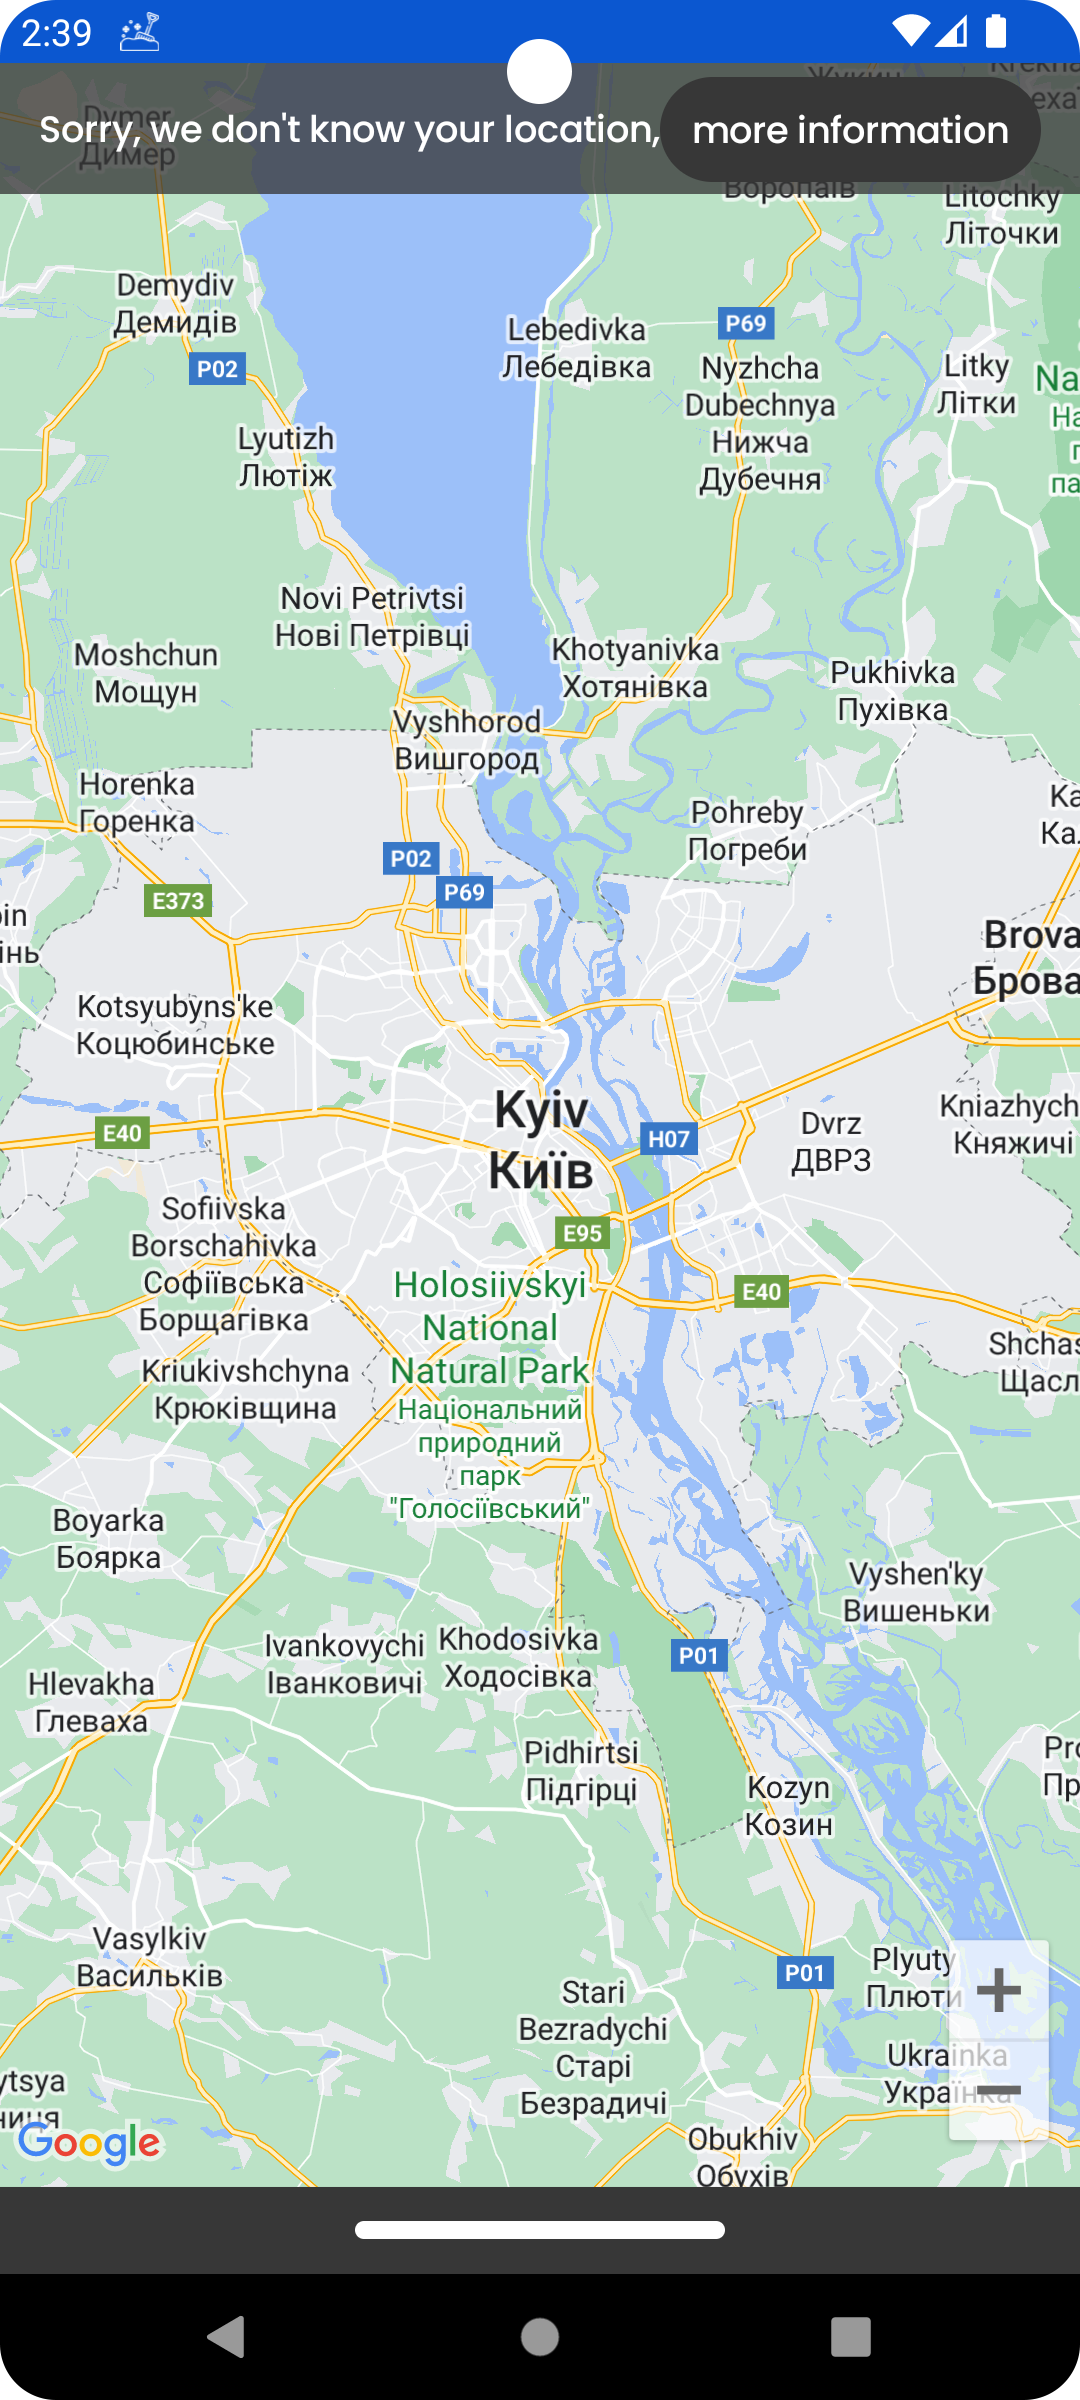 2:39
Sorry, we don't know your location,
more information
Dymer
Димер
Жукин
Воропаїв
Litochky
Літочки
Demydiv
Демидів
P02
Lebedivka
Лебедівка
P69
Nyzhcha
Dubechnya
Нижча
Дубечня
Litky
Літки
Lyutizh
Лютіж
Novi Petrivtsi
Нові Петрівці
Moshchun
Мощун
Khotyanivka
Хотянівка
Pukhivka
Пухівка
Vyshhorod
Вишгород
Horenka
Горенка
Pohreby
Погреби
P02
P69
E373
Brova
Брова
Kotsyubyns'ke
Коцюбинське
Kyiv
Київ
E40
H07
Dvrz
ДВРЗ
Kniazhych
Княжичі
Sofiivska
Borschahivka
Софіївська
Борщагівка
E95
Holosiivskyi
National
Natural Park
Національний
природний
парк
"Голосіївський"
E40
Shchas
Щасл
Kriukivshchyna
Крюківщина
Boyarka
Боярка
Vyshen'ky
Вишеньки
Ivankovychi
Іванковичі
Khodosivka
Ходосівка
P01
Hlevakha
Глеваха
Pidhirtsi
Підгірці
Kozyn
Козин
Vasylkiv
Васильків
P01
Plyuty
Плюти
Stari
Bezradychi
Старі
Безрадичі
Ukrainka
Українка
Obukhiv
Обухів
Google